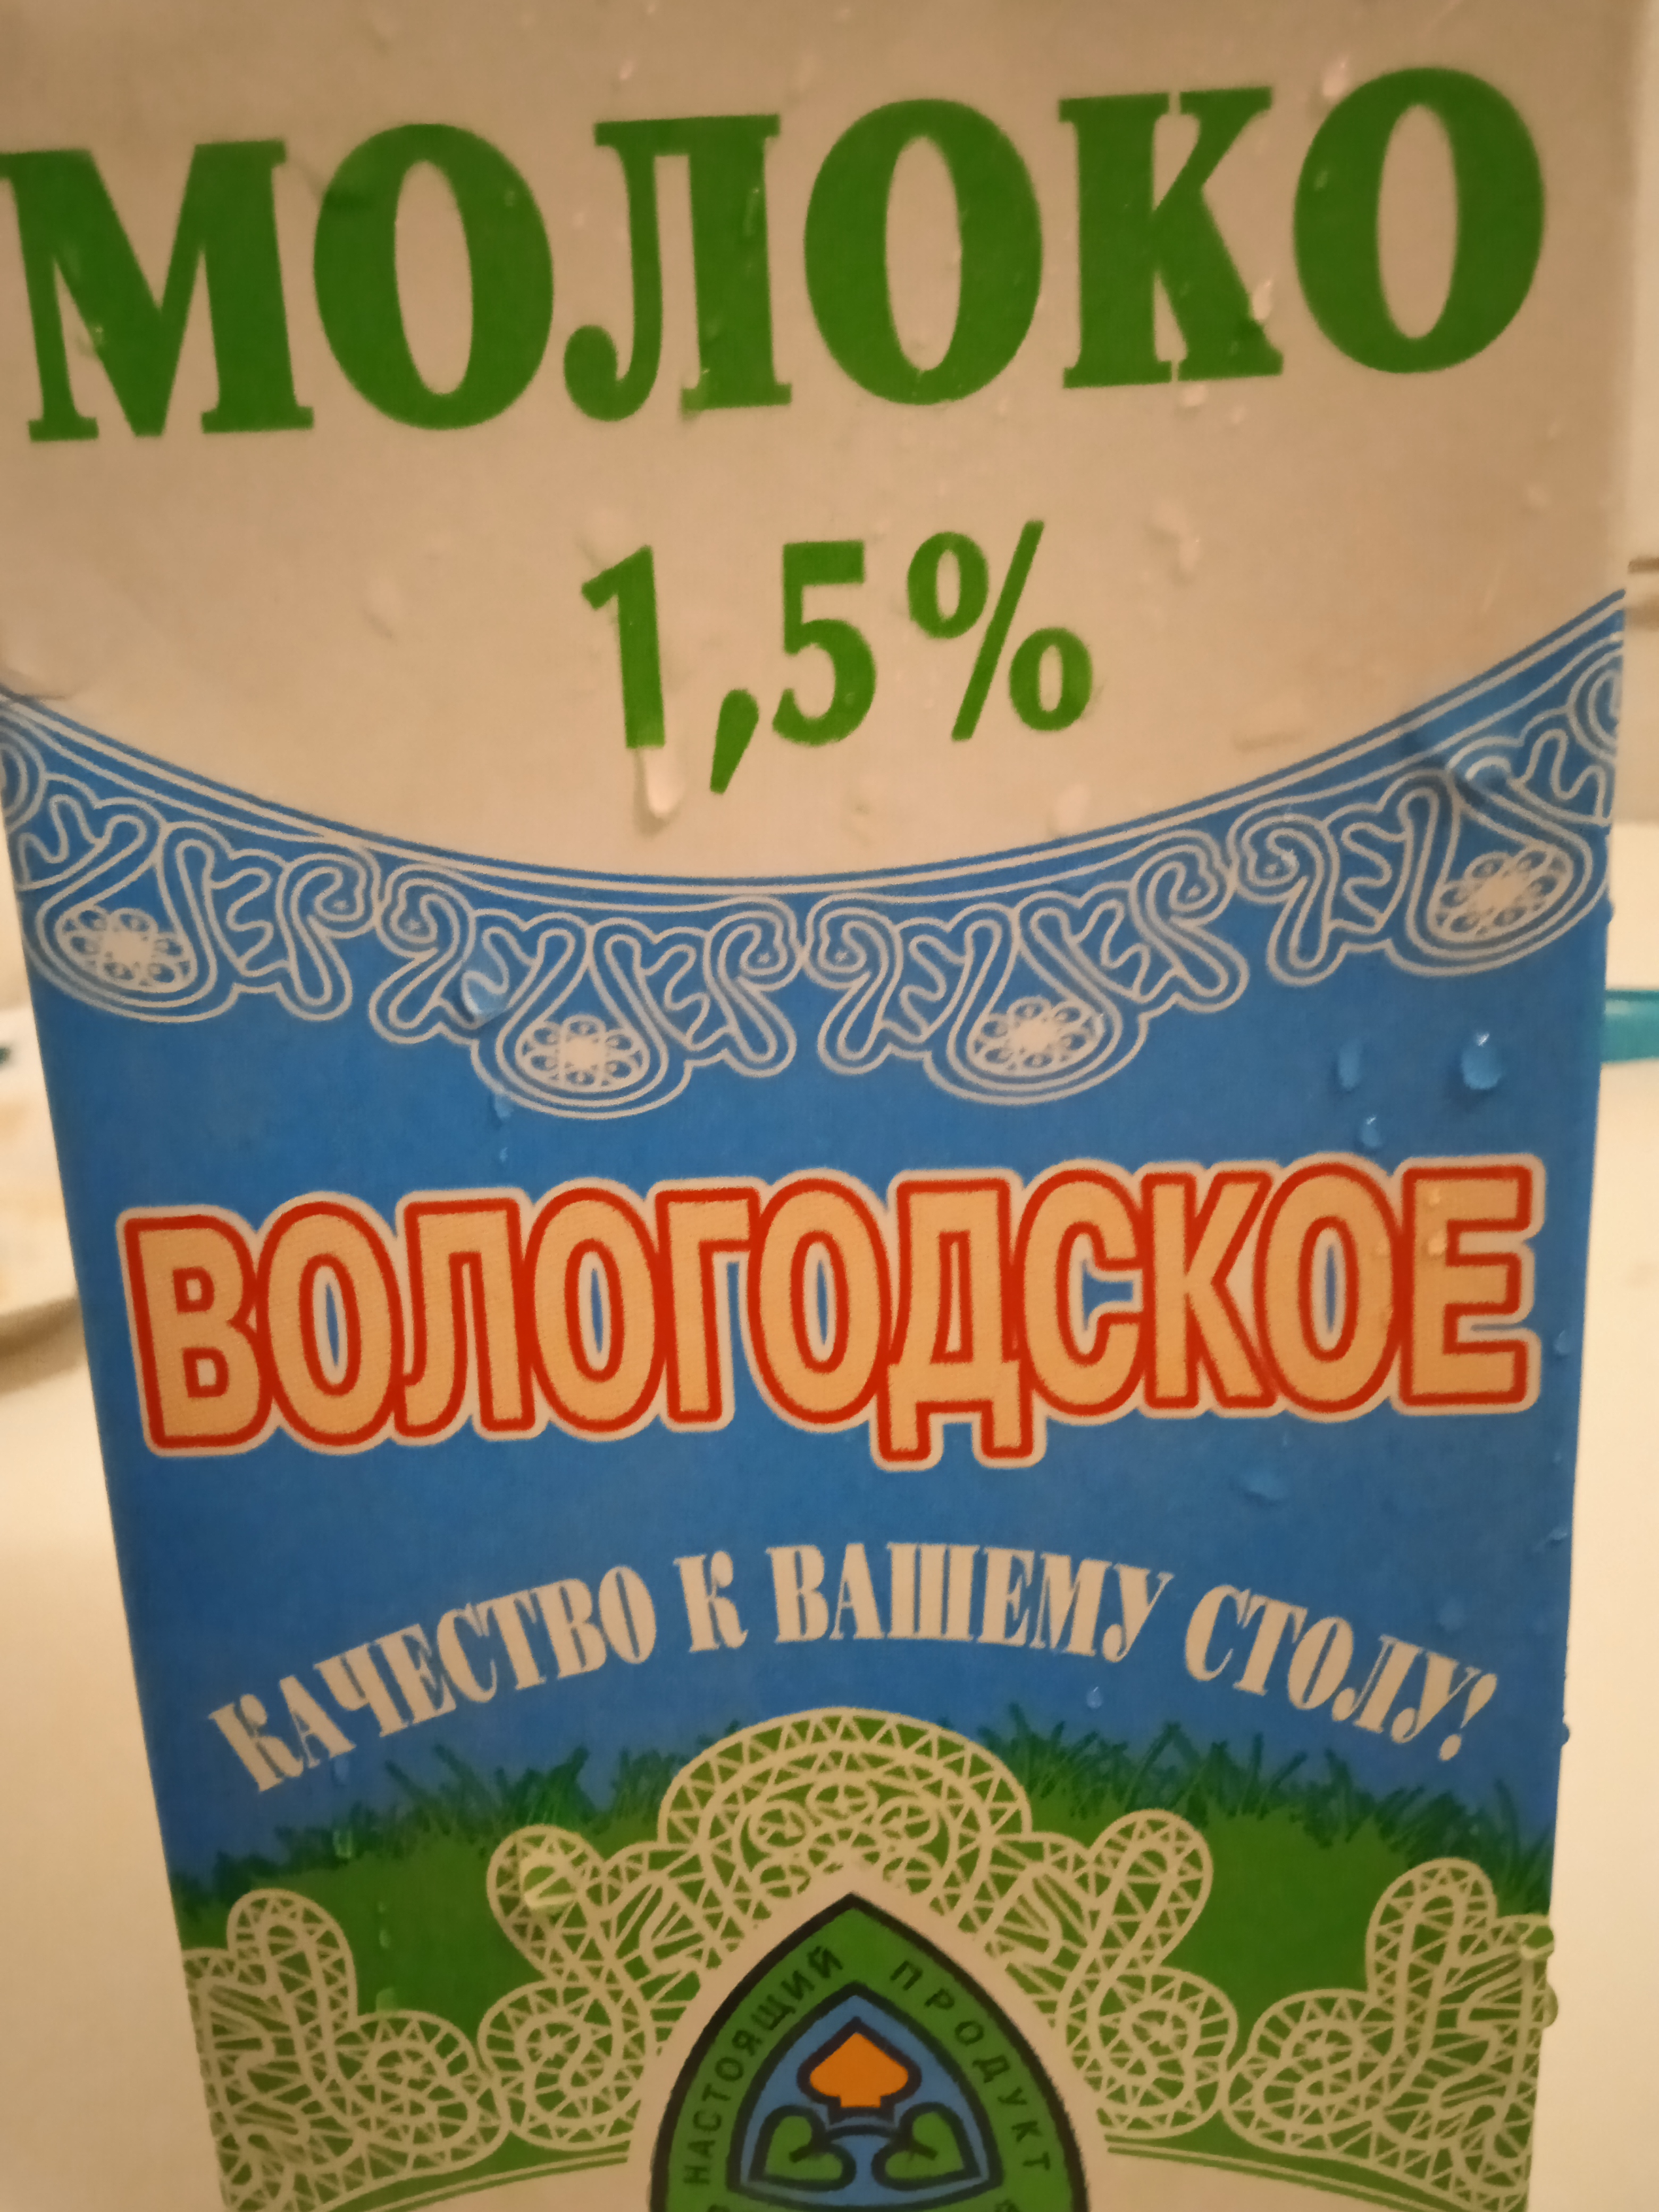 МОЛОКО
1,5%
ВОЛОГОДСКОЕ
КАЧЕСТВО К ВАШЕМУ СТОЛУ!
НАСТОЯЩИЙ ПРОДУКТ